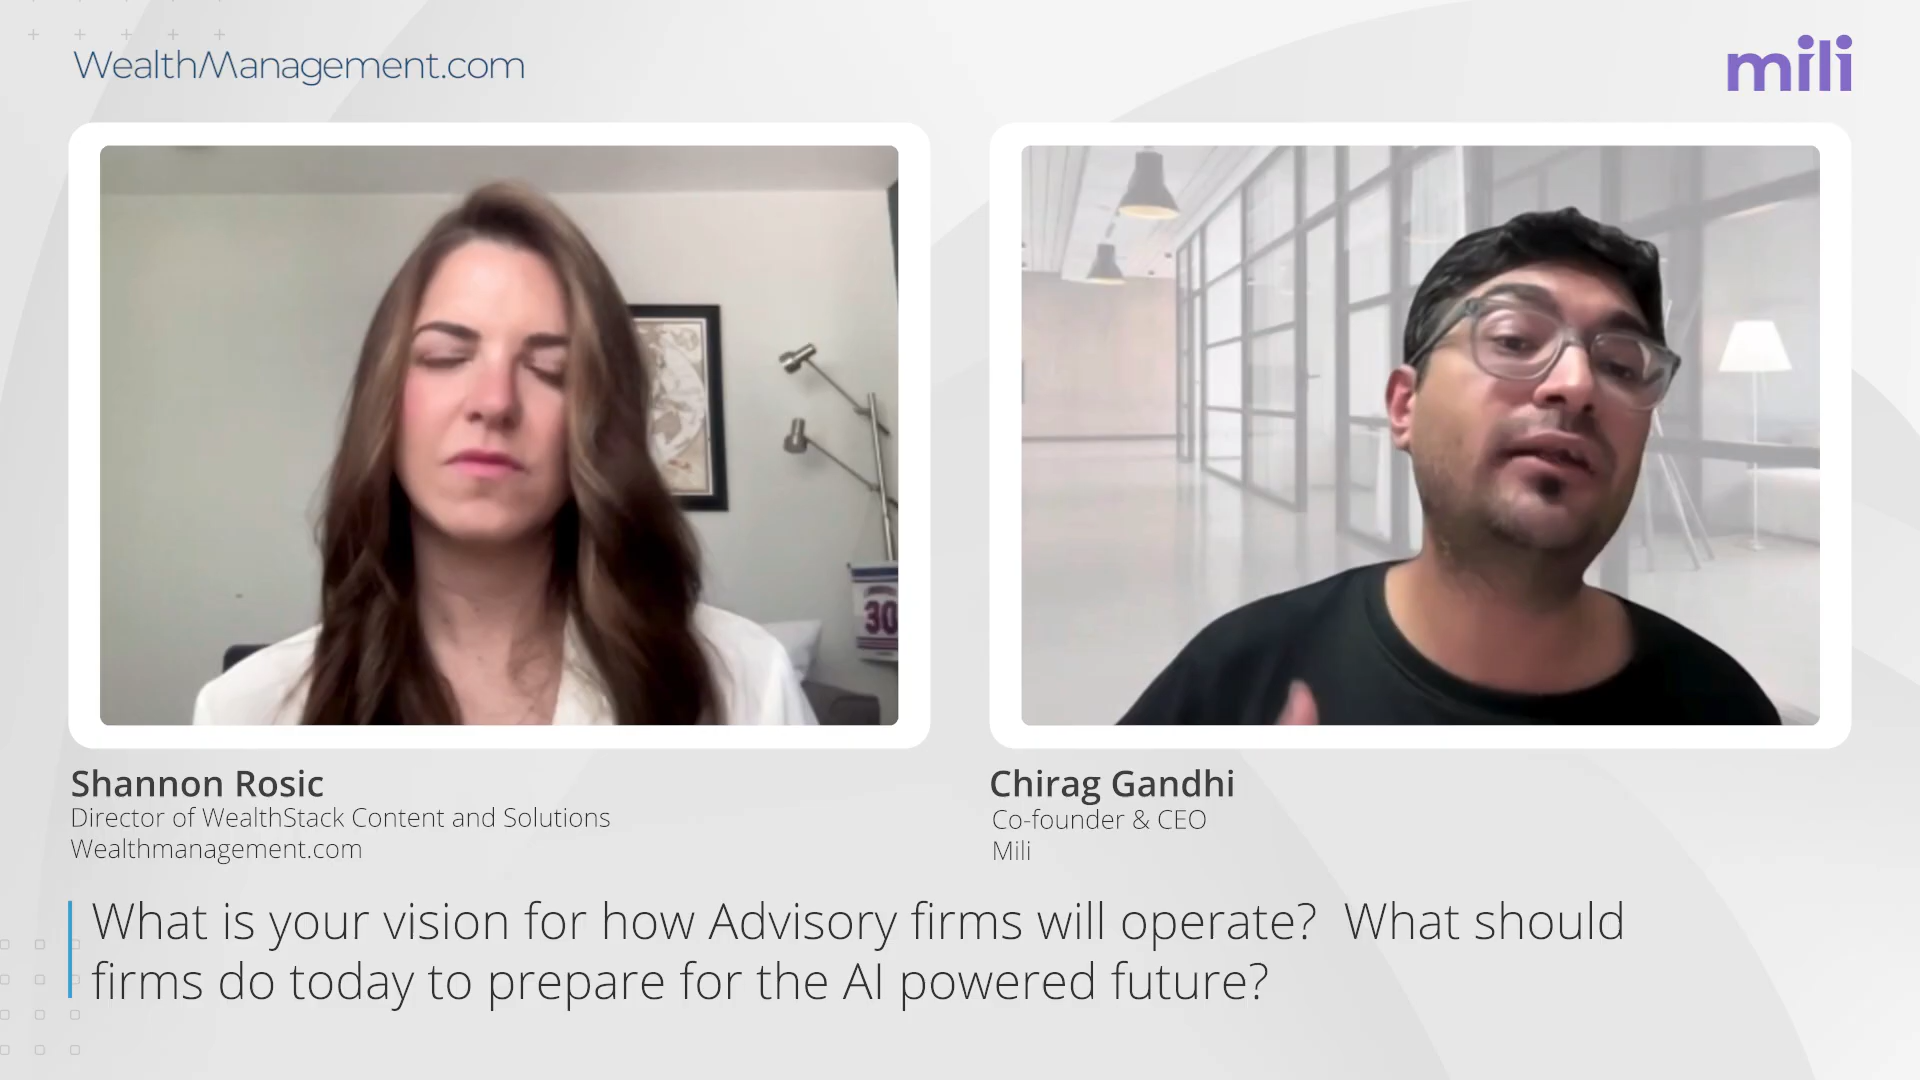 WealthManagement.com
mili
30
Shannon Rosic
Director of WealthStack Content and Solutions
Wealthmanagement.com
Chirag Gandhi
Co-founder & CEO
Mili
What is your vision for how Advisory firms will operate?  What should
firms do today to prepare for the AI powered future?